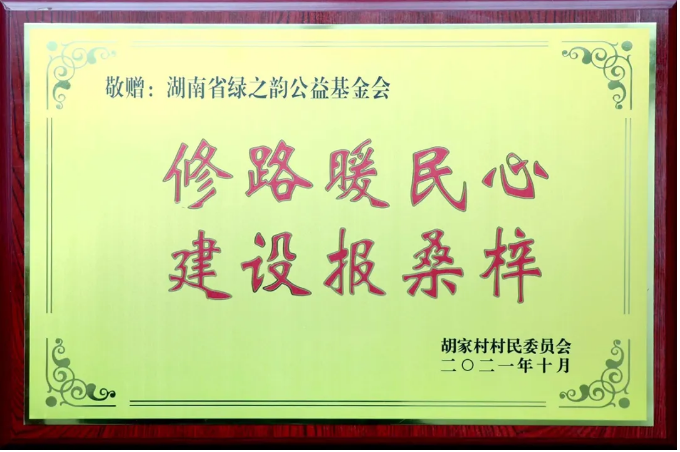 敬赠：湖南省绿之韵公益基金会
修路暖民心
建设报桑梓
胡家村村民委员会
二〇二一年十月